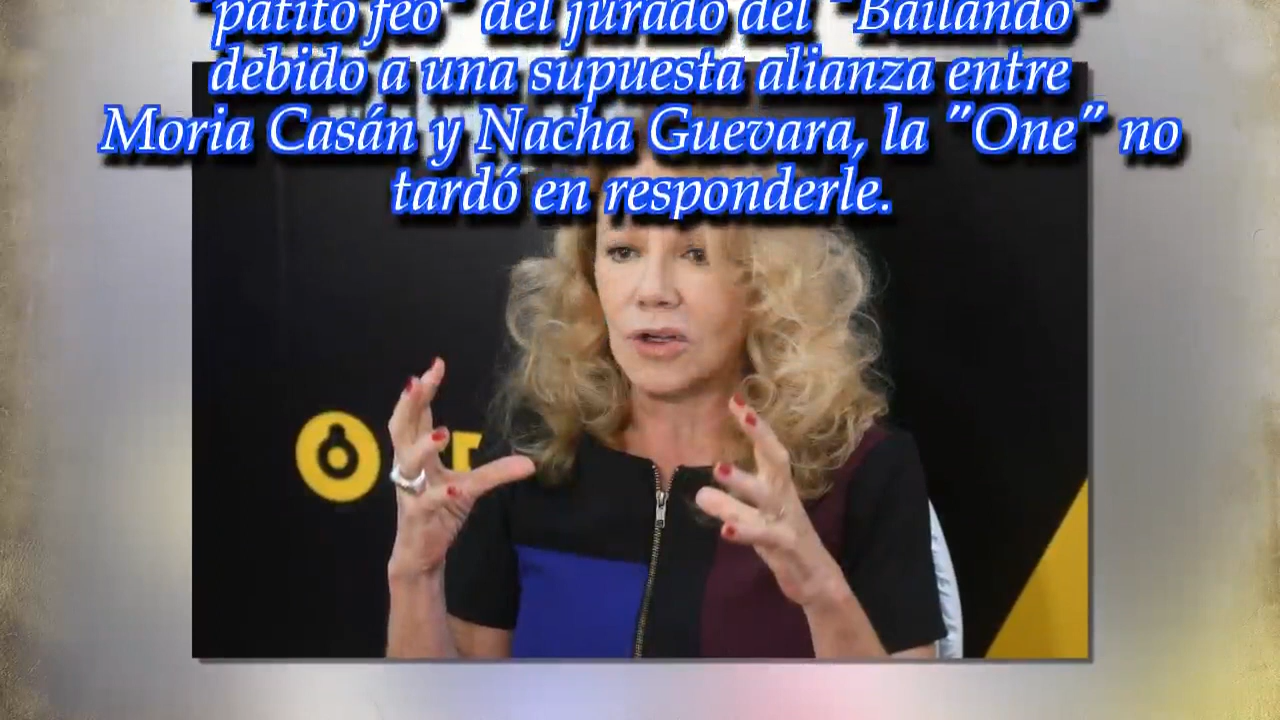 "patito feo" del jurado del "Bailando"
debido a una supuesta alianza entre
Moria Casán y Nacha Guevara, la "One" no
tardó en responderle.